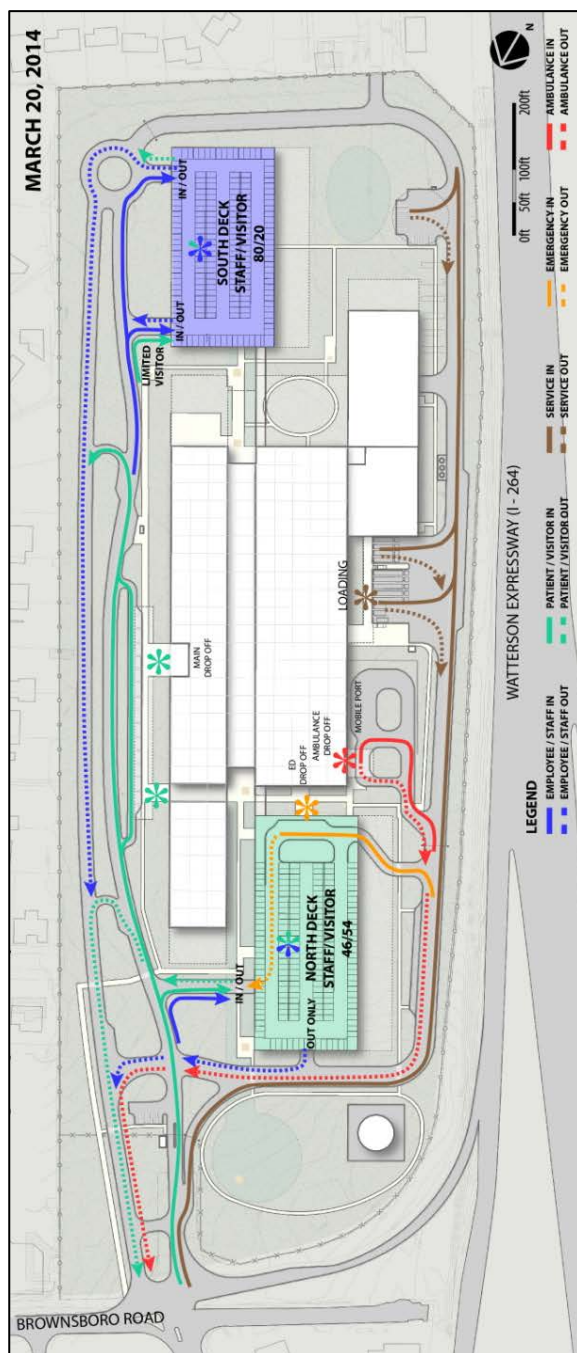 MARCH 20, 2014
N
0ft 50ft 100ft 200ft
IN / OUT
SOUTH DECK
STAFF/ VISITOR
80/20
IN / OUT
LIMITED
VISITOR
MAIN
DROP OFF
LOADING
MOBILE PORT
AMBULANCE
DROP OFF
ED
DROP OFF
NORTH DECK
STAFF/ VISITOR
46/54
IN / OUT
OUT ONLY
WATTERSON EXPRESSWAY (I - 264)
BROWNSBORO ROAD
LEGEND
EMPLOYEE / STAFF IN
EMPLOYEE / STAFF OUT
PATIENT / VISITOR IN
PATIENT / VISITOR OUT
SERVICE IN
SERVICE OUT
EMERGENCY IN
EMERGENCY OUT
AMBULANCE IN
AMBULANCE OUT